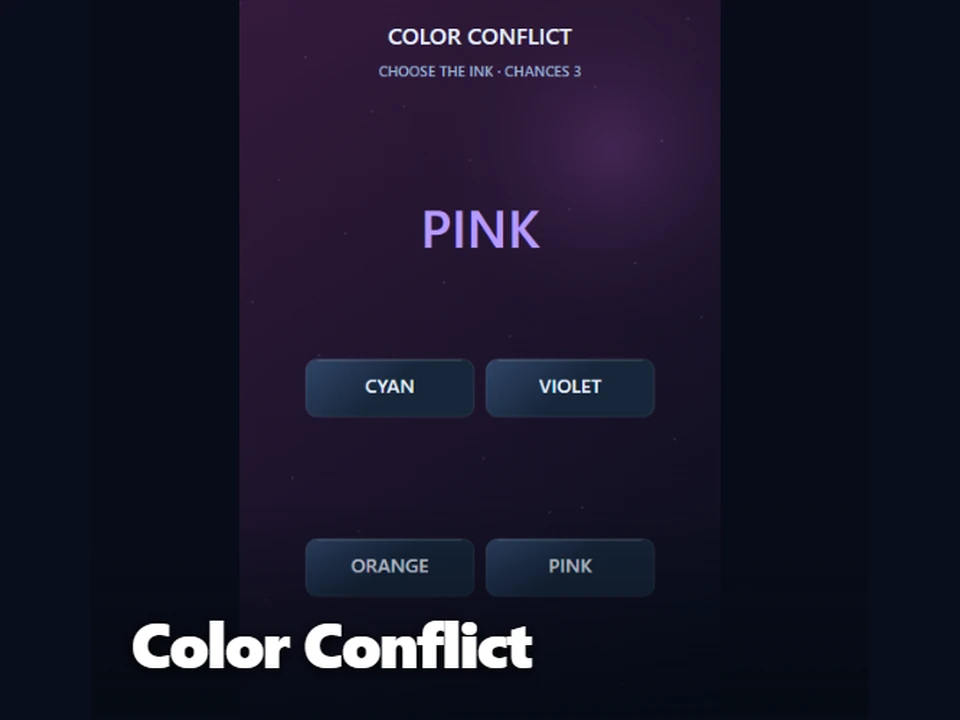 COLOR CONFLICT
CHOOSE THE INK · CHANCES 3
PINK
CYAN VIOLET
ORANGE PINK
Color Conflict